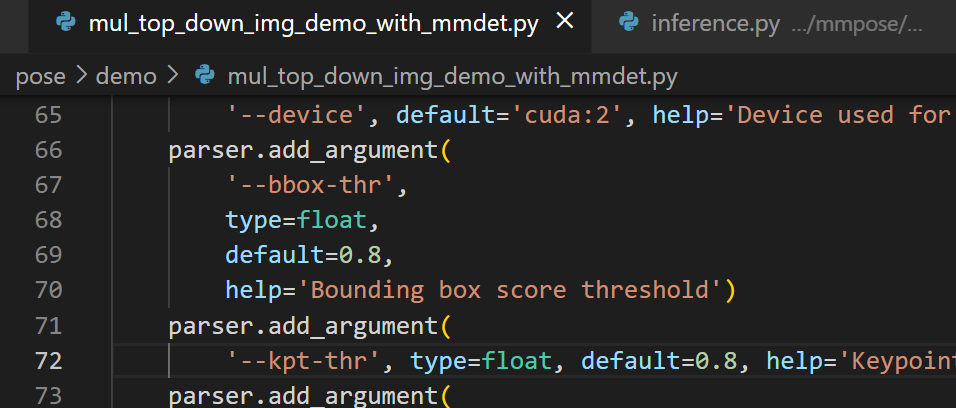 mul_top_down_img_demo_with_mmdet.py × inference.py .../mmpose/...
pose > demo > mul_top_down_img_demo_with_mmdet.py
65 '--device', default='cuda:2', help='Device used for
66 parser.add_argument(
67 '--bbox-thr',
68 type=float,
69 default=0.8,
70 help='Bounding box score threshold')
71 parser.add_argument(
72 '--kpt-thr', type=float, default=0.8, help='Keypoin
73 parser.add_argument(